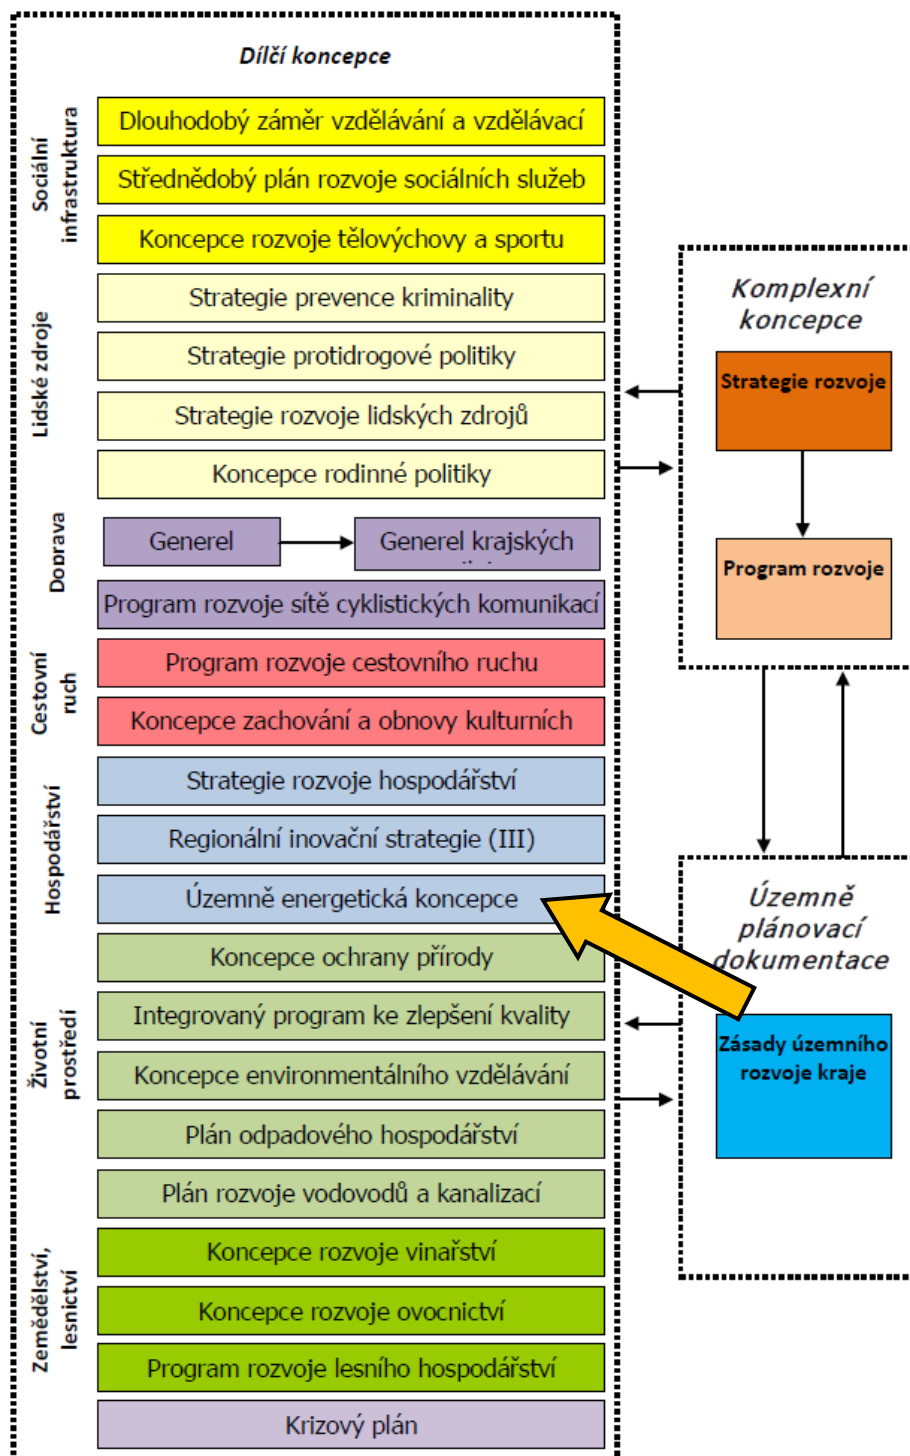 Dílčí koncepce
Sociální
infrastruktura
Dlouhodobý záměr vzdělávání a vzdělávací
Střednědobý plán rozvoje sociálních služeb
Koncepce rozvoje tělovýchovy a sportu
Lidské zdroje
Strategie prevence kriminality
Strategie protidrogové politiky
Strategie rozvoje lidských zdrojů
Koncepce rodinné politiky
Doprava
Generel
Generel krajských
Program rozvoje sítě cyklistických komunikací
Cestovní
ruch
Program rozvoje cestovního ruchu
Koncepce zachování a obnovy kulturních
Hospodářství
Strategie rozvoje hospodářství
Regionální inovační strategie (III)
Územně energetická koncepce
Životní
prostředí
Koncepce ochrany přírody
Integrovaný program ke zlepšení kvality
Koncepce environmentálního vzdělávání
Plán odpadového hospodářství
Plán rozvoje vodovodů a kanalizací
Zemědělství,
lesnictví
Koncepce rozvoje vinařství
Koncepce rozvoje ovocnictví
Program rozvoje lesního hospodářství
Krizový plán
Komplexní
koncepce
Strategie rozvoje
Program rozvoje
Územně
plánovací
dokumentace
Zásady územního
rozvoje kraje